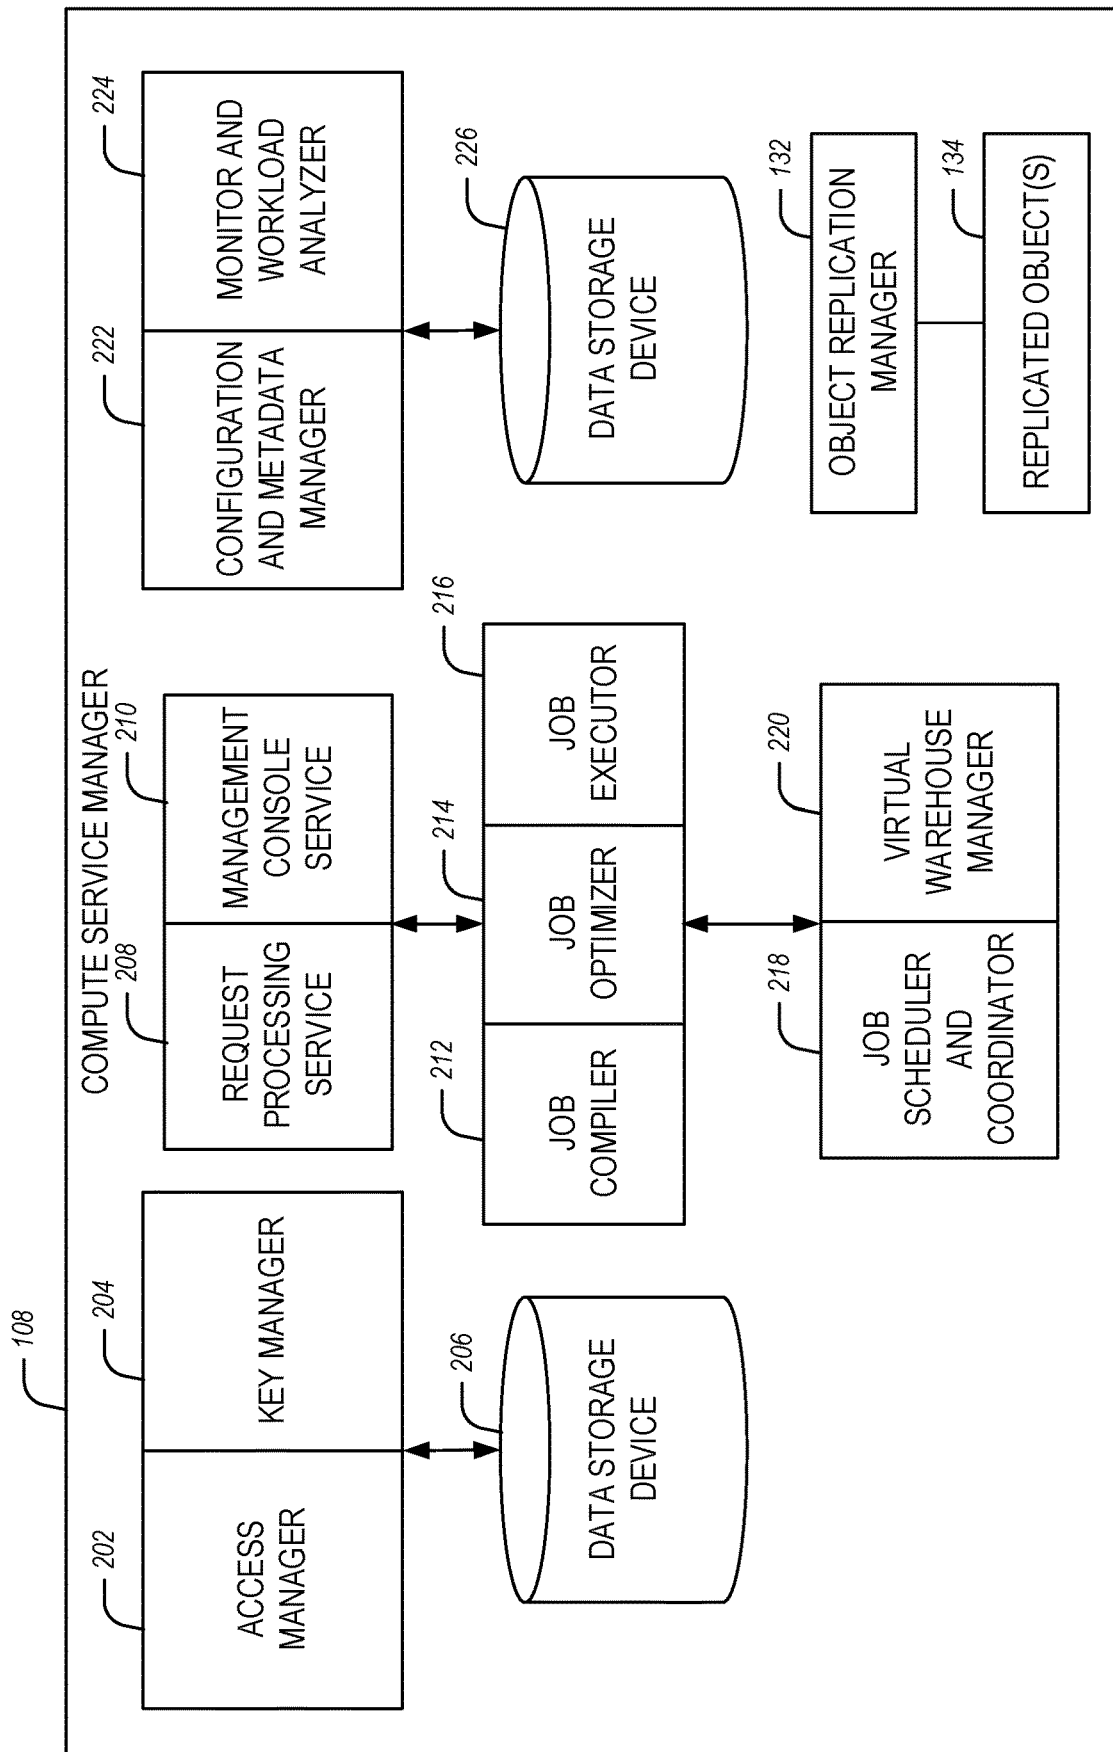 108
COMPUTE SERVICE MANAGER
202
ACCESS
MANAGER
204
KEY MANAGER
206
DATA STORAGE
DEVICE
208
REQUEST
PROCESSING
SERVICE
210
MANAGEMENT
CONSOLE
SERVICE
212
JOB
COMPILER
214
JOB
OPTIMIZER
216
JOB
EXECUTOR
218
JOB
SCHEDULER
AND
COORDINATOR
220
VIRTUAL
WAREHOUSE
MANAGER
222
CONFIGURATION
AND METADATA
MANAGER
224
MONITOR AND
WORKLOAD
ANALYZER
226
DATA STORAGE
DEVICE
132
OBJECT REPLICATION
MANAGER
134
REPLICATED OBJECT(S)